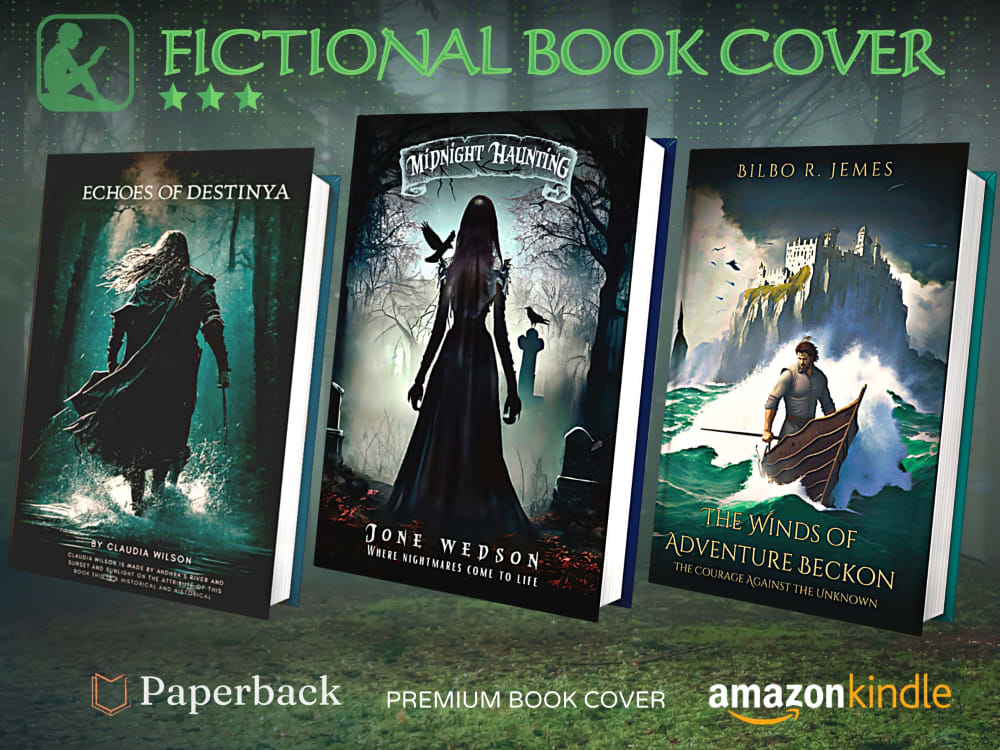 FICTIONAL BOOK COVER
ECHOES OF DESTINYA
BY CLAUDIA WILSON
CLAUDIA WILSON IS MADE BY ANDHRA'S RIVER AND
SUNSET AND SUNLIGHT ON THE ATTRIBUTE OF THIS
BOOK THIS HISTORICAL AND HISTORICAL
MIDNIGHT HAUNTING
JONE WEDSON
WHERE NIGHTMARES COME TO LIFE
BILBO R. JEMES
THE WINDS OF
ADVENTURE BECKON
THE COURAGE AGAINST THE UNKNOWN
Paperback
PREMIUM BOOK COVER
amazonkindle